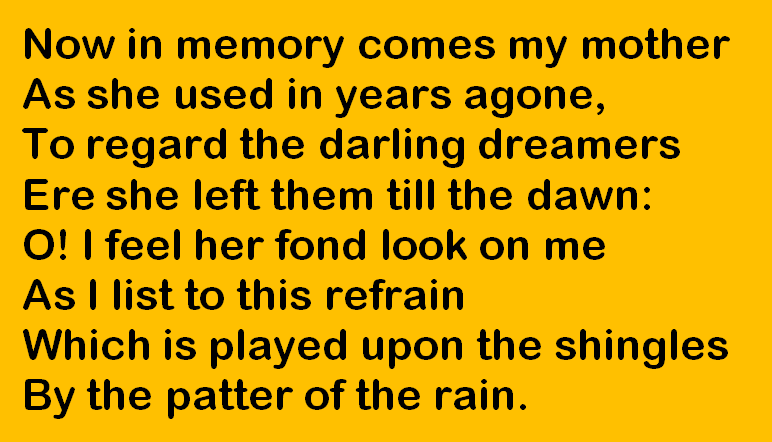 Now in memory comes my mother
As she used in years agone,
To regard the darling dreamers
Ere she left them till the dawn:
O! I feel her fond look on me
As I list to this refrain
Which is played upon the shingles
By the patter of the rain.